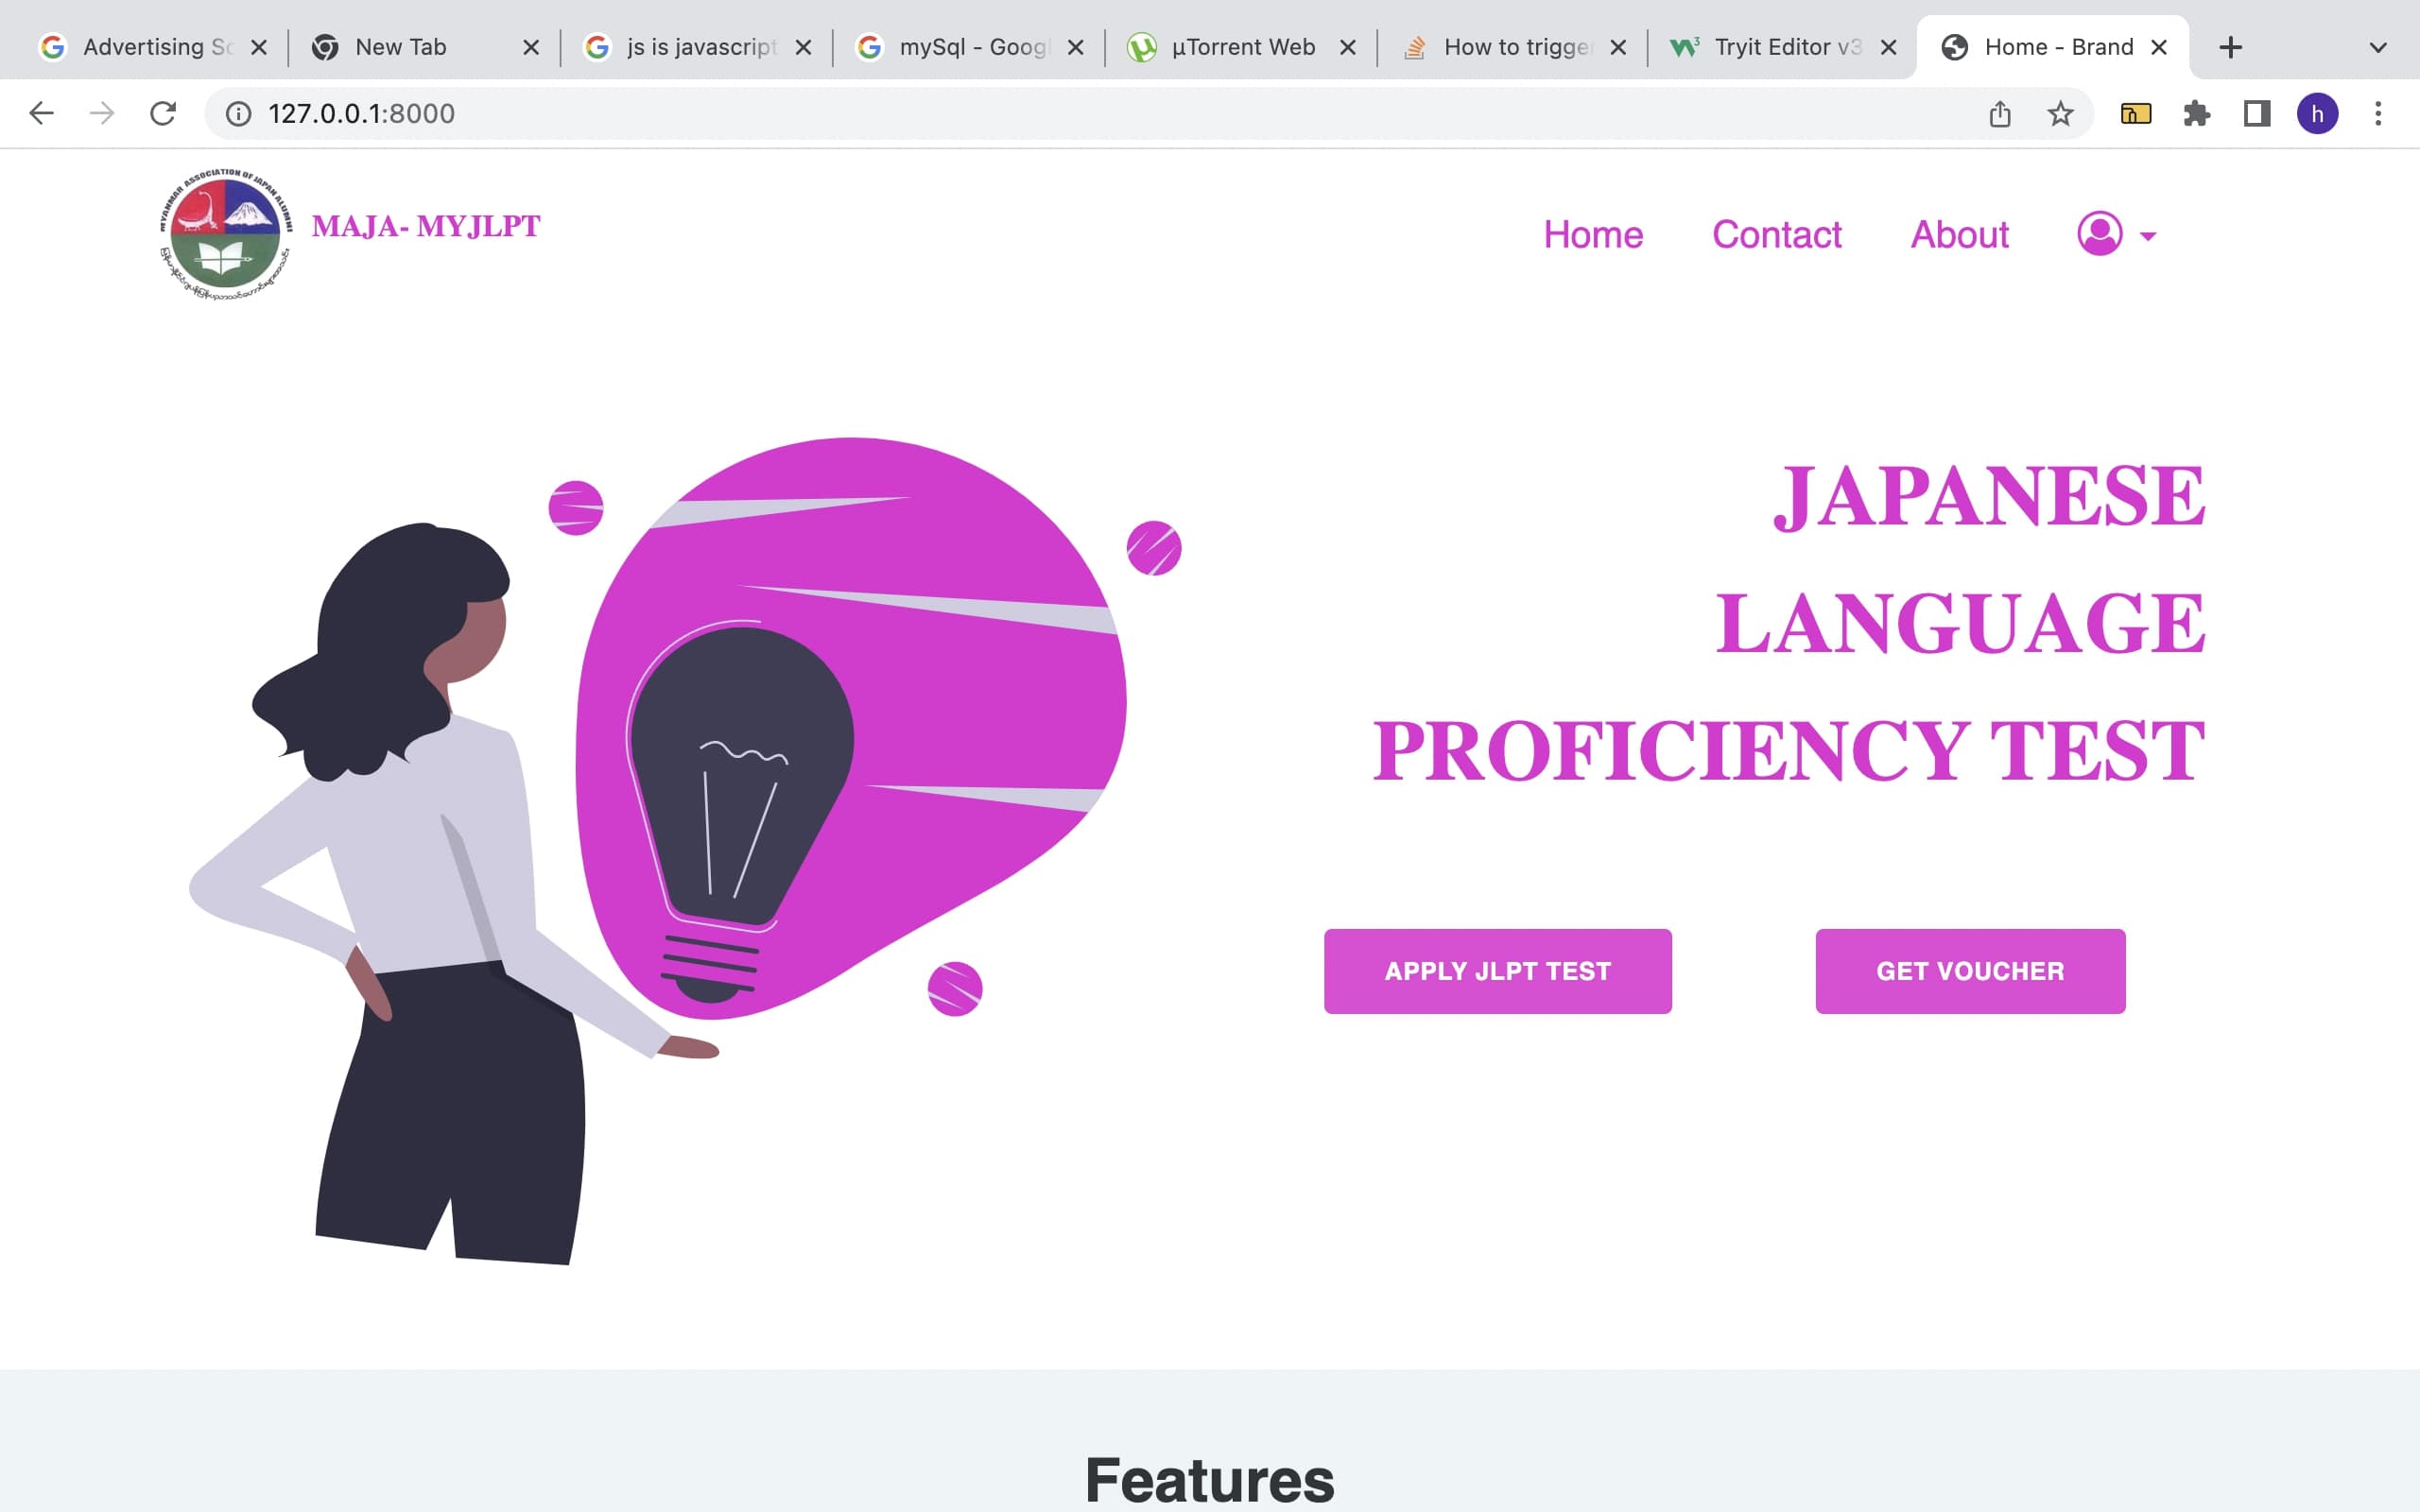 Advertising Sc
New Tab
js is javascript
mySql - Googl
µTorrent Web
How to trigge
Tryit Editor v3
Home - Brand
127.0.0.1:8000
h
MYANMAR ASSOCIATION OF JAPAN ALUMNI
MAJA- MYJLPT
Home
Contact
About
JAPANESE
LANGUAGE
PROFICIENCY TEST
APPLY JLPT TEST
GET VOUCHER
Features